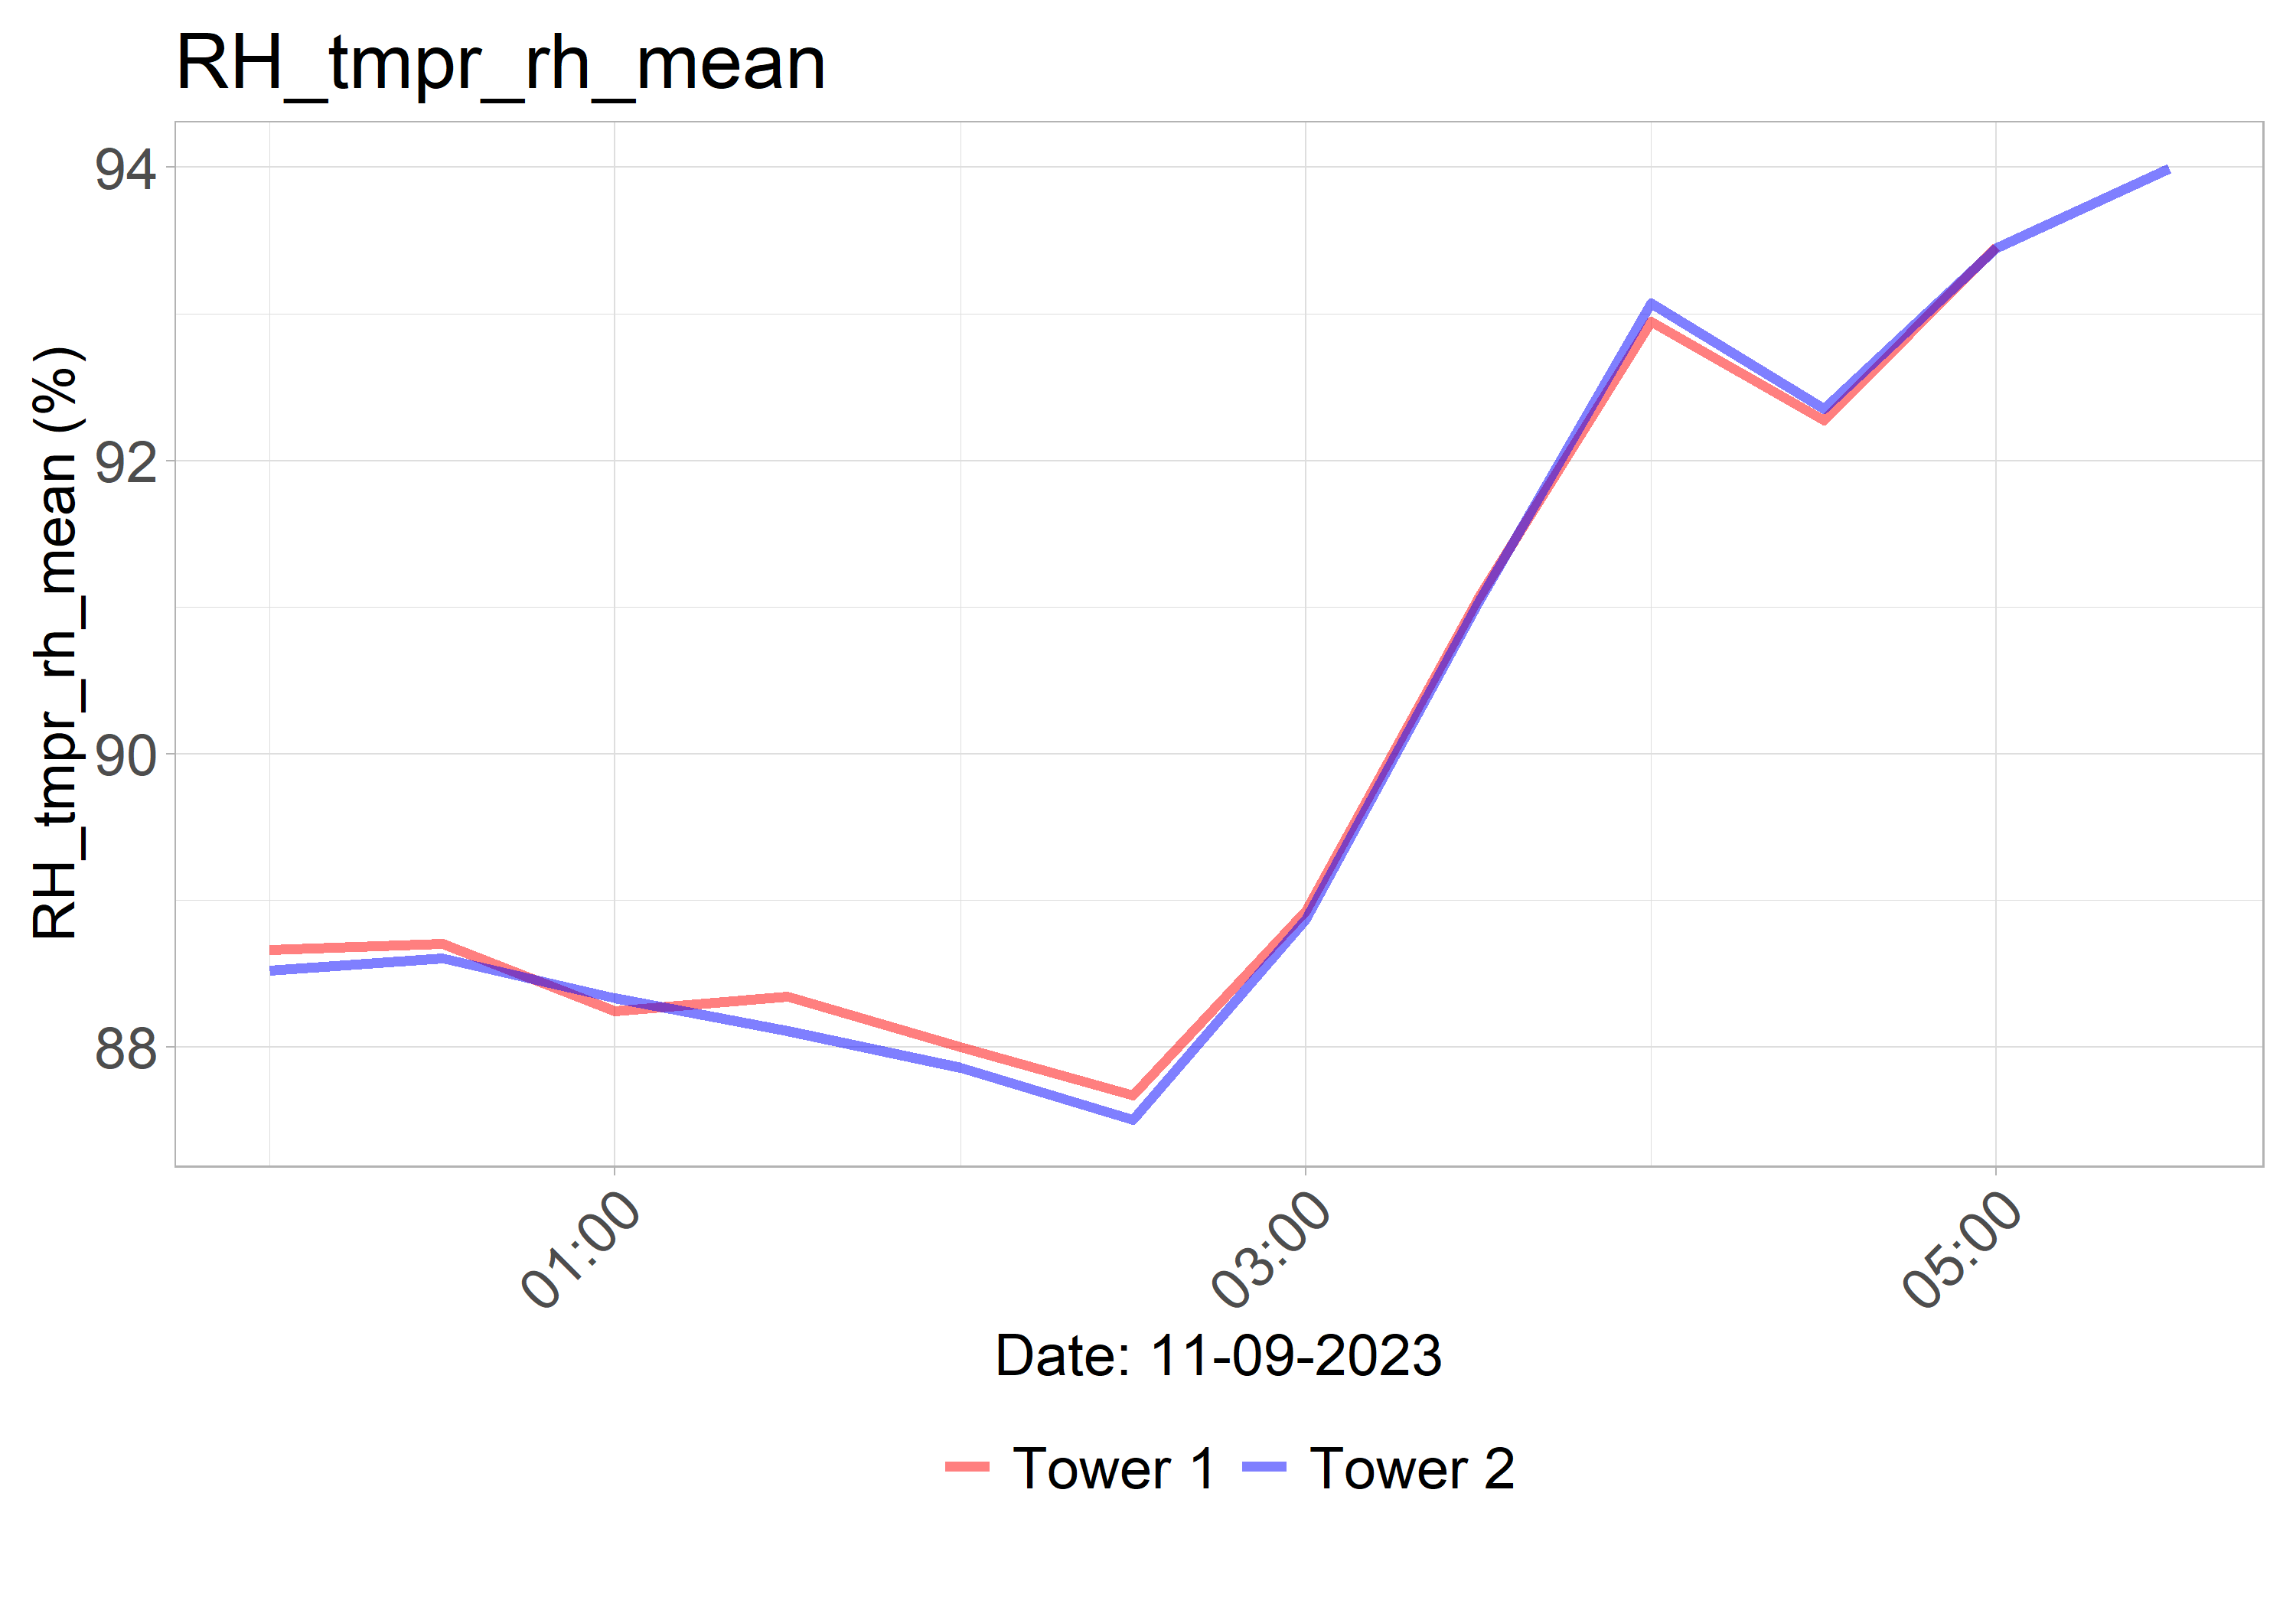 RH_tmpr_rh_mean
RH_tmpr_rh_mean (%)
94
92
90
88
01:00
03:00
05:00
Date: 11-09-2023
Tower 1
Tower 2